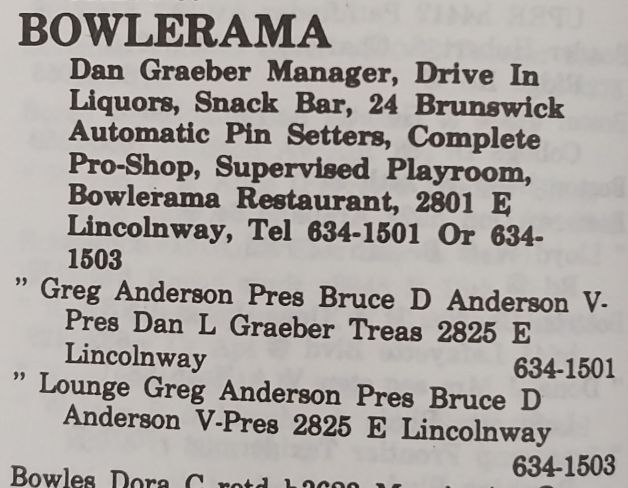 BOWLERAMA
Dan Graeber Manager, Drive In
Liquors, Snack Bar, 24 Brunswick
Automatic Pin Setters, Complete
Pro-Shop, Supervised Playroom,
Bowlerama Restaurant, 2801 E
Lincolnway, Tel 634-1501 Or 634-
1503
" Greg Anderson Pres Bruce D Anderson V-
Pres Dan L Graeber Treas 2825 E
Lincolnway 634-1501
" Lounge Greg Anderson Pres Bruce D
Anderson V-Pres 2825 E Lincolnway
634-1503
Bowles Dora C retd